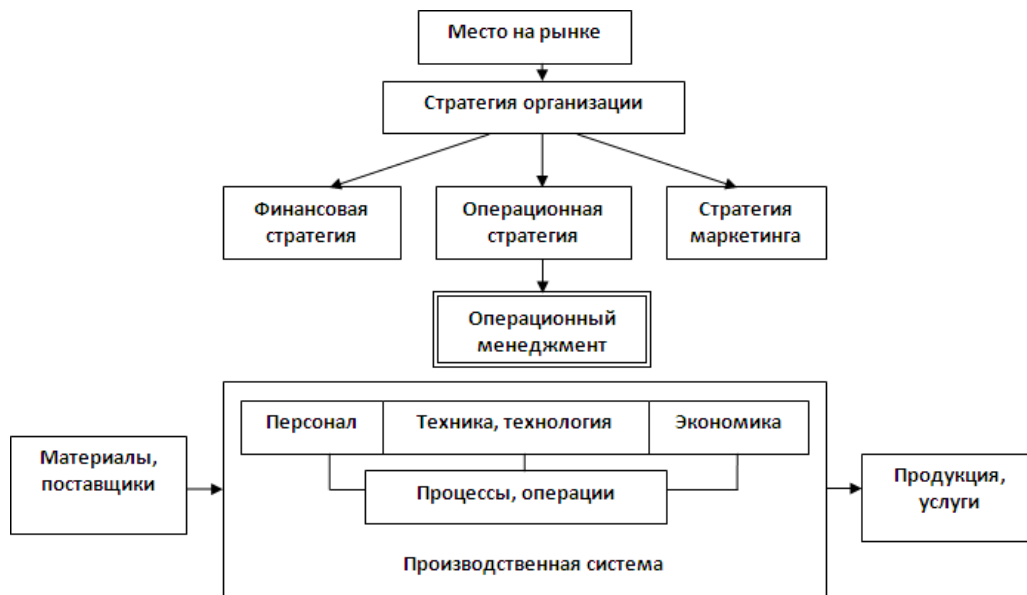 Место на рынке
Стратегия организации
Финансовая
стратегия
Операционная
стратегия
Стратегия
маркетинга
Операционный
менеджмент
Персонал
Техника, технология
Экономика
Материалы,
поставщики
Процессы, операции
Продукция,
услуги
Производственная система